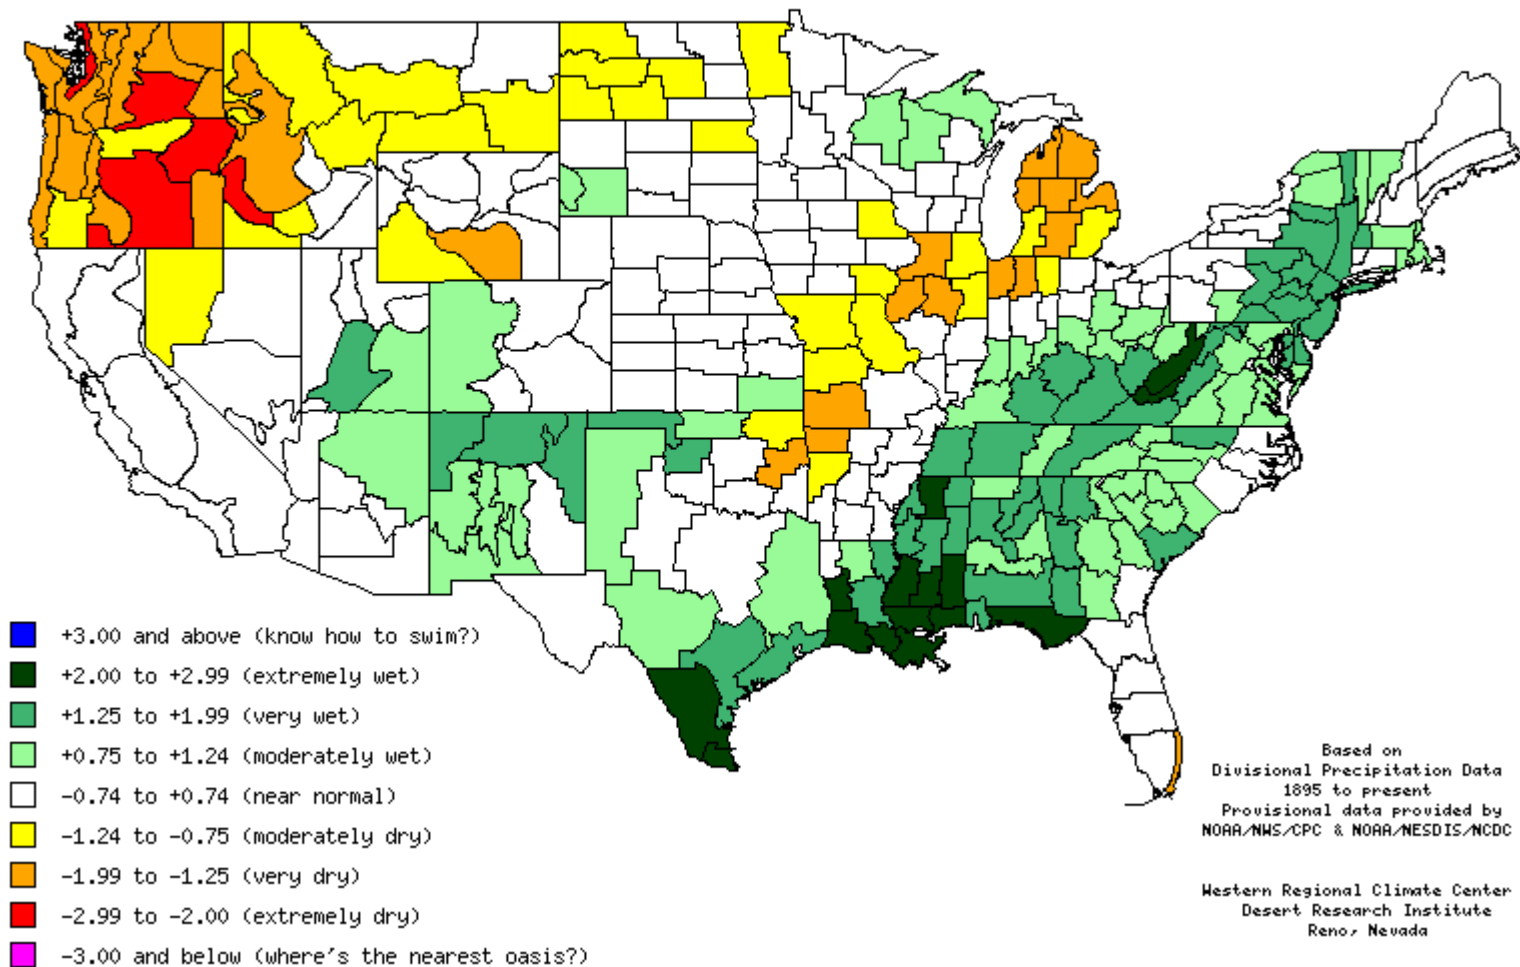 +3.00 and above (know how to swim?)
+2.00 to +2.99 (extremely wet)
+1.25 to +1.99 (very wet)
+0.75 to +1.24 (moderately wet)
-0.74 to +0.74 (near normal)
-1.24 to -0.75 (moderately dry)
-1.99 to -1.25 (very dry)
-2.99 to -2.00 (extremely dry)
-3.00 and below (where's the nearest oasis?)
Based on
Divisional Precipitation Data
1895 to present
Provisional data provided by
NOAA/NWS/CPC & NOAA/NESDIS/NCDC
Western Regional Climate Center
Desert Research Institute
Reno, Nevada